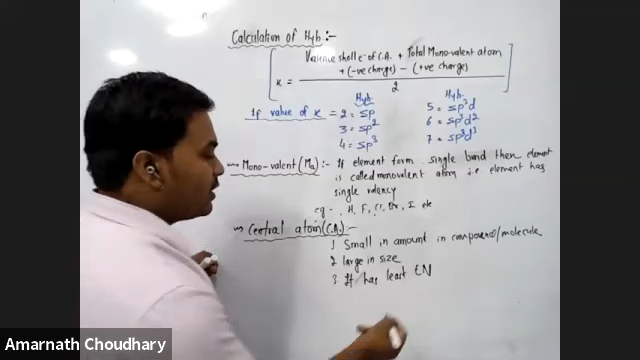 Calculation of Hyb:-
x = Valence shell e⁻ of C.A. + Total Mono-valent atom
+ (-ve charge) - (+ve charge)
2
If value of x = 2 = sp
Hyb
3 = sp²
4 = sp³
Hyb
5 = sp³d
6 = sp³d²
7 = sp³d³
Mono-valent (Ma) :- If element form single bond then element
is called monovalent atom i.e element has
single valency
eg - H, F, Cl, Br, I etc
Central atom (C.A.) :-
1 Small in amount in compound/molecule
2 large in size
3 It has least EN
Amarnath Choudhary